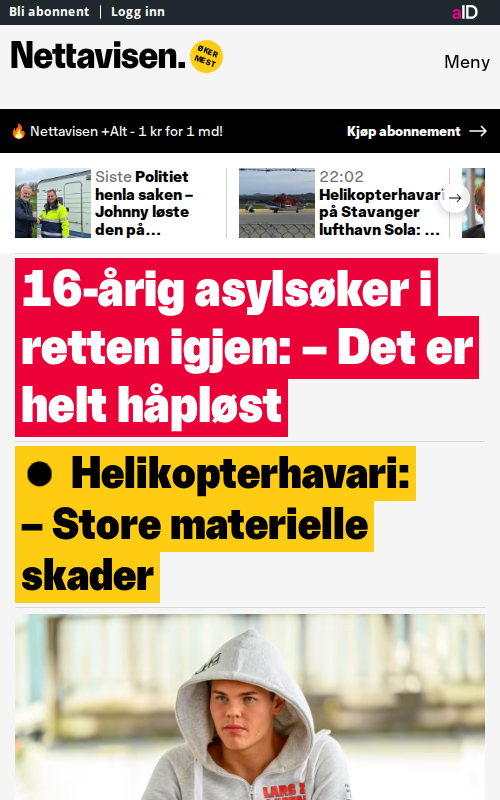 Bli abonnent
Logg inn
aID
Nettavisen.
ØKER
MEST
Meny
🔥 Nettavisen +Alt - 1 kr for 1 md!
Kjøp abonnement
Siste Politiet
henla saken –
Johnny løste
den på…
22:02
Helikopterhavari
på Stavanger
lufthavn Sola: …
16-årig asylsøker i
retten igjen: – Det er
helt håpløst
● Helikopterhavari:
– Store materielle
skader